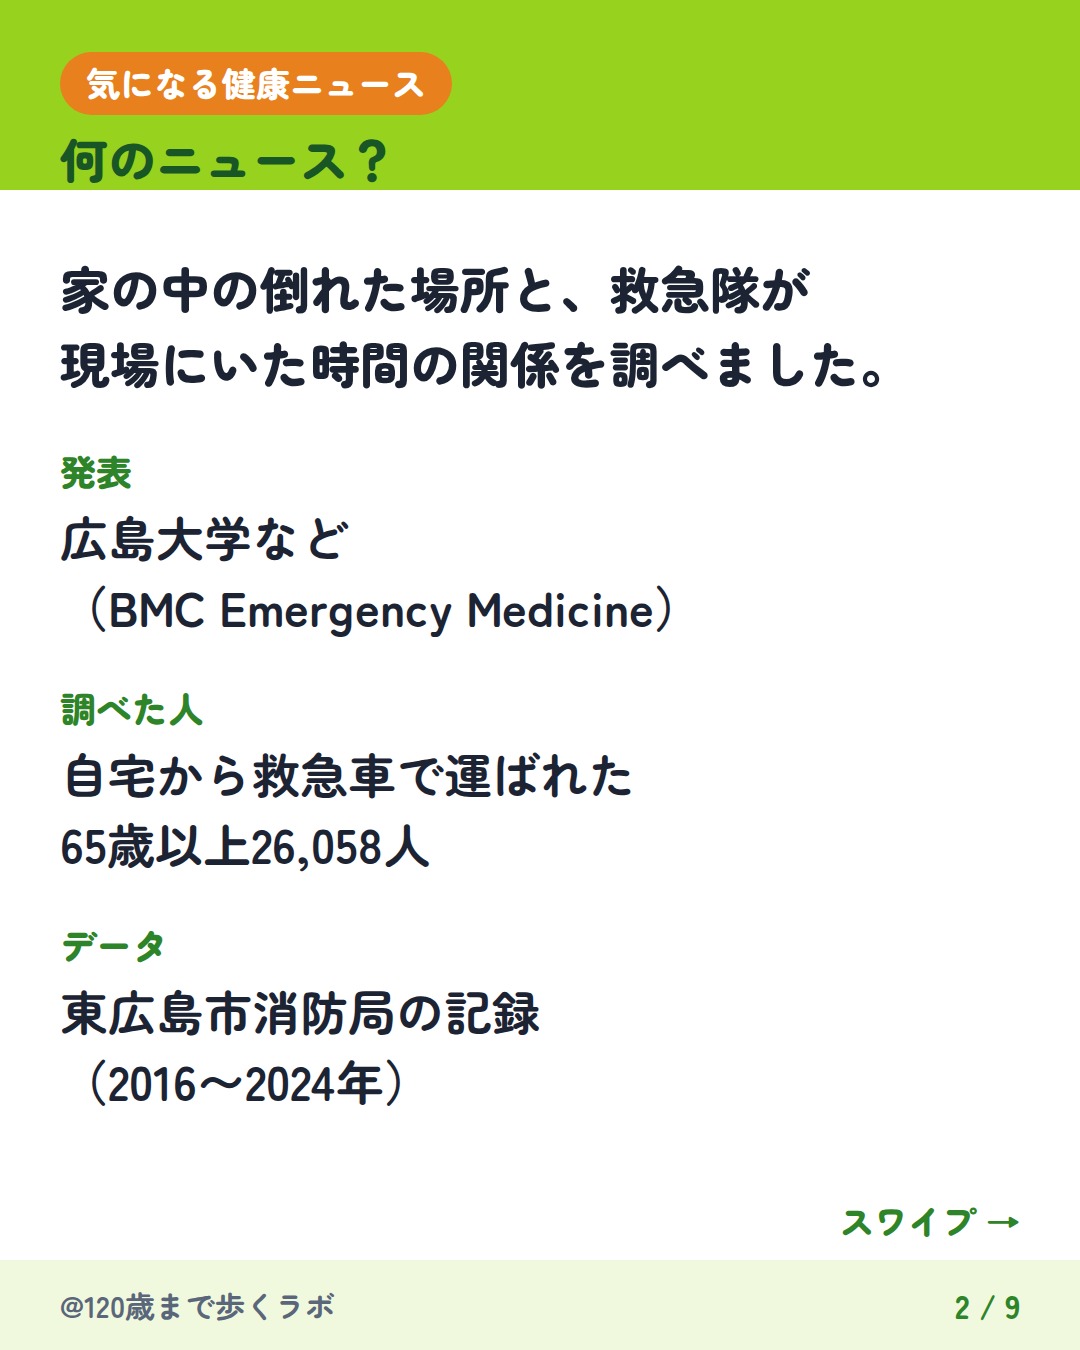 気になる健康ニュース
何のニュース？
家の中の倒れた場所と、救急隊が
現場にいた時間の関係を調べました。
発表
広島大学など
（BMC Emergency Medicine）
調べた人
自宅から救急車で運ばれた
65歳以上26,058人
データ
東広島市消防局の記録
（2016〜2024年）
スワイプ →
@120歳まで歩くラボ
2 / 9